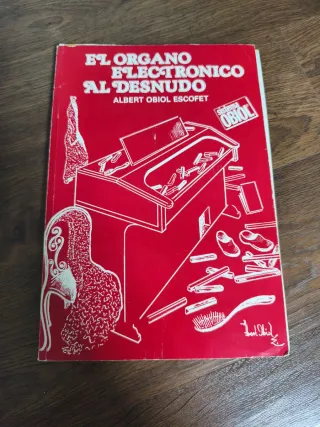 EL ORGANO
ELECTRONICO
AL DESNUDO
ALBERT OBIOL ESCOFET
OBIOL